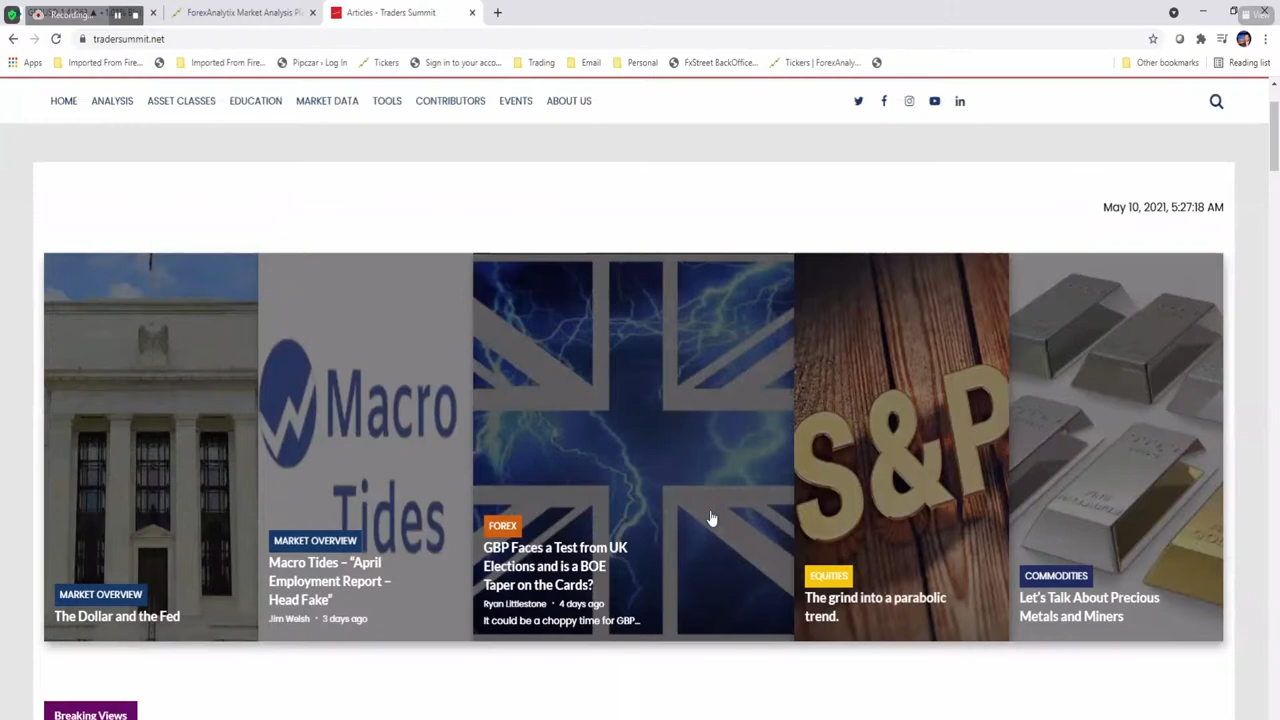 Recording...
ForexAnalytix Market Analysis Pl
Articles - Traders Summit
View
tradersummit.net
Apps
Imported From Fire...
Imported From Fire...
Pipczar › Log In
Tickers
Sign in to your acco...
Trading
Email
Personal
FxStreet BackOffice...
Tickers | ForexAnaly...
Other bookmarks
Reading list
HOME
ANALYSIS
ASSET CLASSES
EDUCATION
MARKET DATA
TOOLS
CONTRIBUTORS
EVENTS
ABOUT US
May 10, 2021, 5:27:18 AM
Macro
Tides
S&P
MARKET OVERVIEW
The Dollar and the Fed
MARKET OVERVIEW
Macro Tides – “April
Employment Report –
Head Fake”
Jim Welsh · 3 days ago
FOREX
GBP Faces a Test from UK
Elections and is a BOE
Taper on the Cards?
Ryan Littlestone · 4 days ago
It could be a choppy time for GBP...
EQUITIES
The grind into a parabolic
trend.
COMMODITIES
Let's Talk About Precious
Metals and Miners
Breaking Views